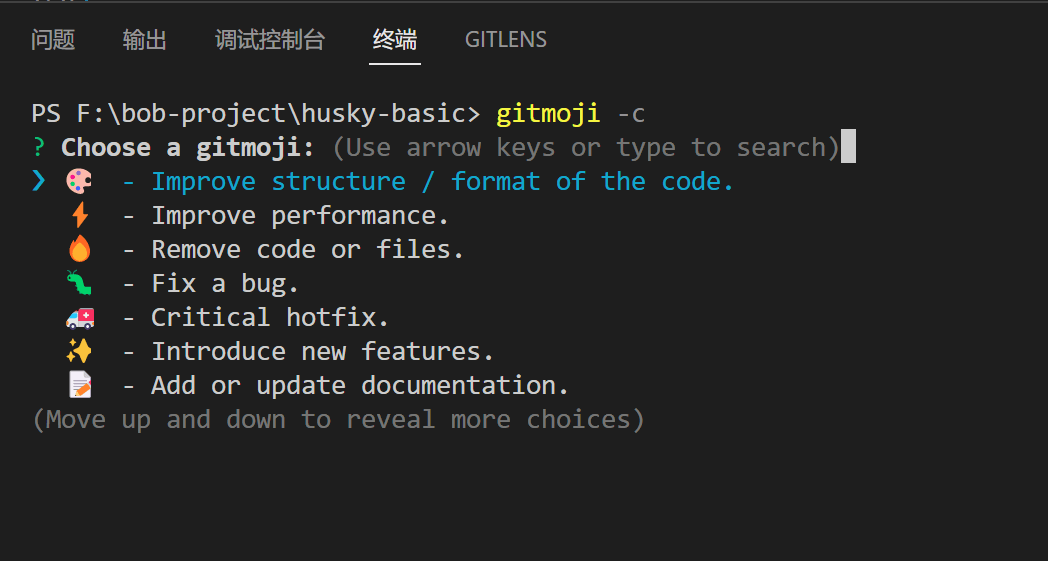 问题 输出 调试控制台 终端 GITLENS
PS F:\bob-project\husky-basic> gitmoji -c
? Choose a gitmoji: (Use arrow keys or type to search)
❯ 🎨 - Improve structure / format of the code.
⚡ - Improve performance.
🔥 - Remove code or files.
🐛 - Fix a bug.
🚑 - Critical hotfix.
✨ - Introduce new features.
📝 - Add or update documentation.
(Move up and down to reveal more choices)